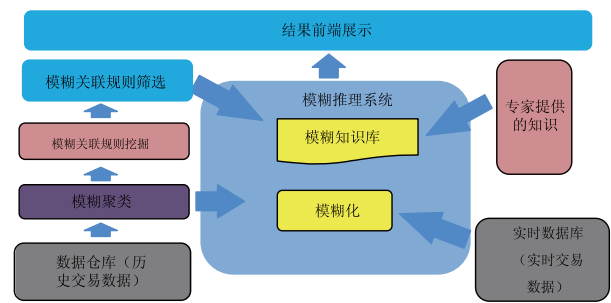 结果前端展示
模糊关联规则筛选
模糊推理系统
专家提供
的知识
模糊知识库
模糊关联规则挖掘
模糊聚类
模糊化
数据仓库（历
史交易数据）
实时数据库
（实时交易
数据）